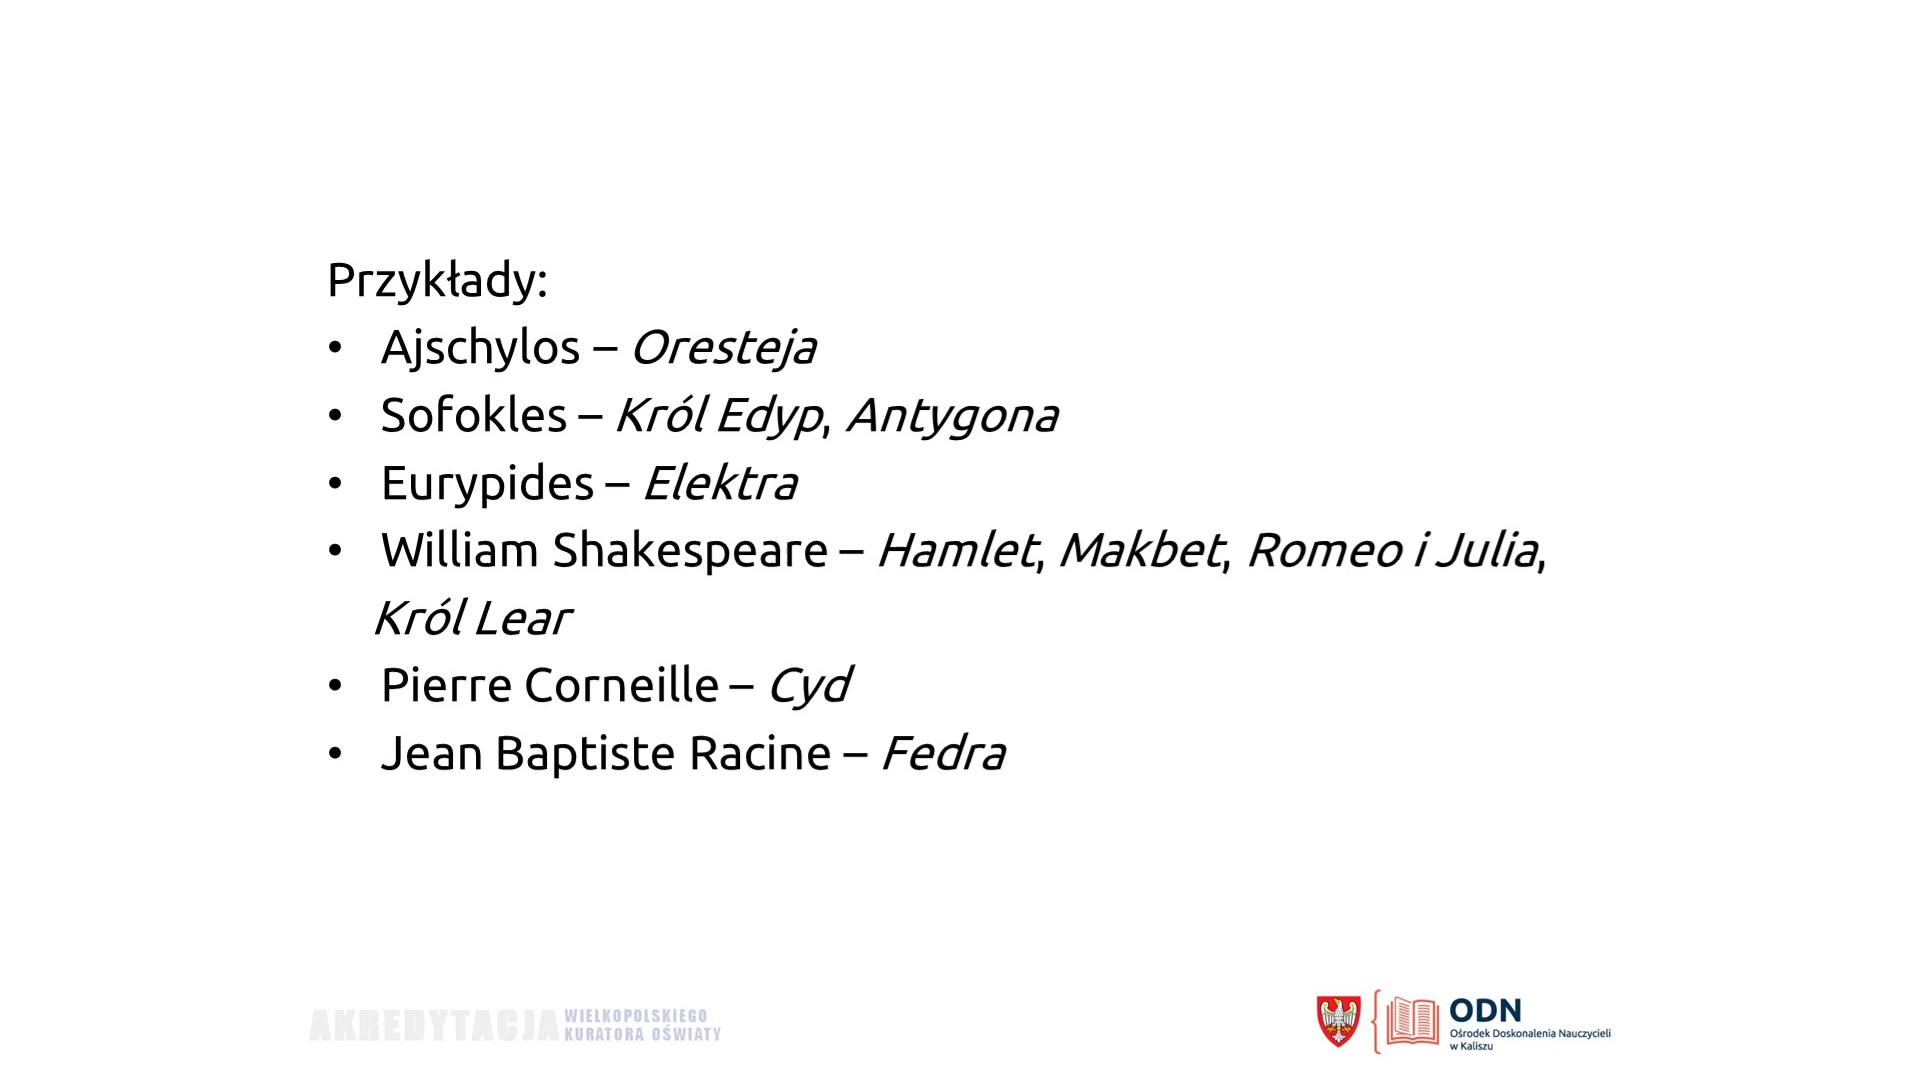 Przykłady:
• Ajschylos – Oresteja
• Sofokles – Król Edyp, Antygona
• Eurypides – Elektra
• William Shakespeare – Hamlet, Makbet, Romeo i Julia,
Król Lear
• Pierre Corneille – Cyd
• Jean Baptiste Racine – Fedra
AKREDYTACJA WIELKOPOLSKIEGO
KURATORA OŚWIATY
ODN
Ośrodek Doskonalenia Nauczycieli
w Kaliszu